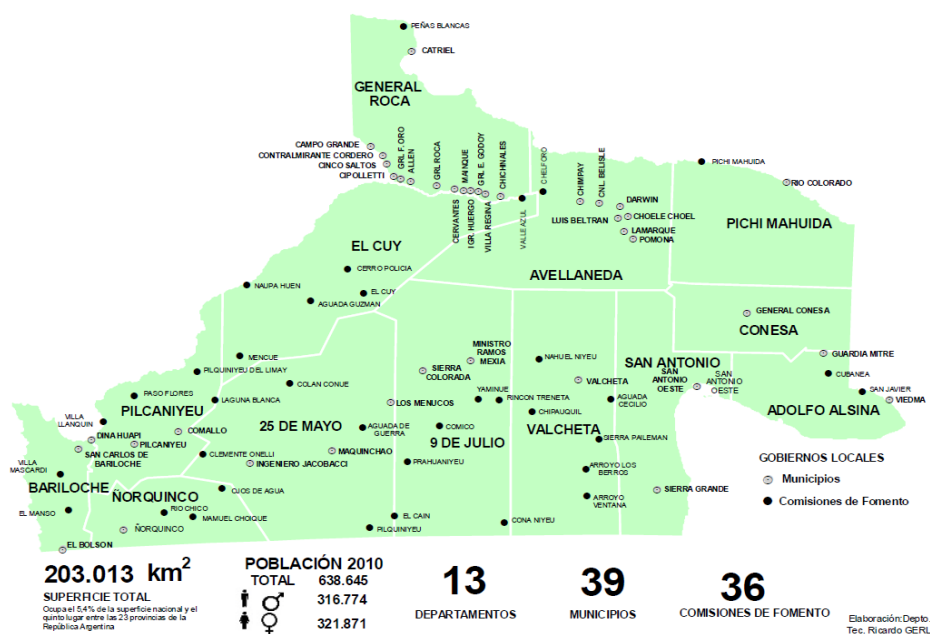 PEÑAS BLANCAS
CATRIEL
GENERAL
ROCA
CAMPO GRANDE
CONTRALMIRANTE CORDERO
CINCO SALTOS
CIPOLLETTI
GRL F. ORO
ALLEN
GRL ROCA
CERVANTES
MAINQUE
IGR. HUERGO
GRL E. GODOY
VILLA REGINA
CHICHINALES
VALLE AZUL
CHELFORO
CHIMPAY
CNL. BELISLE
DARWIN
LUIS BELTRAN
CHOELE CHOEL
LAMARQUE
POMONA
PICHI MAHUIDA
RIO COLORADO
PICHI MAHUIDA
EL CUY
CERRO POLICIA
NAUPA HUEN
EL CUY
AGUADA GUZMAN
AVELLANEDA
GENERAL CONESA
CONESA
MENCUE
PILQUINIYEU DEL LIMAY
COLAN CONUE
SIERRA
COLORADA
MINISTRO
RAMOS
MEXIA
NAHUEL NIYEU
SAN ANTONIO
GUARDIA MITRE
CUBANEA
SAN JAVIER
VIEDMA
ADOLFO ALSINA
SAN
ANTONIO
OESTE
SAN
ANTONIO
OESTE
VALCHETA
AGUADA
CECILIO
YAMINUE
RINCON TRENETA
CHIPAUQUIL
VALCHETA
PASO FLORES
LAGUNA BLANCA
PILCANIYEU
VILLA
LLANQUIN
DINA HUAPI
PILCANIYEU
COMALLO
SAN CARLOS DE
BARILOCHE
LOS MENUCOS
25 DE MAYO
AGUADA DE
GUERRA
COMICO
9 DE JULIO
SIERRA PAILEMAN
CLEMENTE ONELLI
INGENIERO JACOBACCI
MAQUINCHAO
PRAHUANIYEU
ARROYO LOS
BERROS
ARROYO
VENTANA
SIERRA GRANDE
VILLA
MASCARDI
BARILOCHE
ÑORQUINCO
OJOS DE AGUA
EL MANSO
RIO CHICO
MAMUEL CHOIQUE
ÑORQUINCO
EL CAIN
PILQUINIYEU
CONA NIYEU
EL BOLSON
GOBIERNOS LOCALES
Municipios
Comisiones de Fomento
203.013 km2
SUPERFICIE TOTAL
Ocupa el 5,4% de la superficie nacional y el
quinto lugar entre las 23 provincias de la
República Argentina
POBLACIÓN 2010
TOTAL 638.645
316.774
321.871
13
DEPARTAMENTOS
39
MUNICIPIOS
36
COMISIONES DE FOMENTO
Elaboración:Depto.
Tec. Ricardo GERL